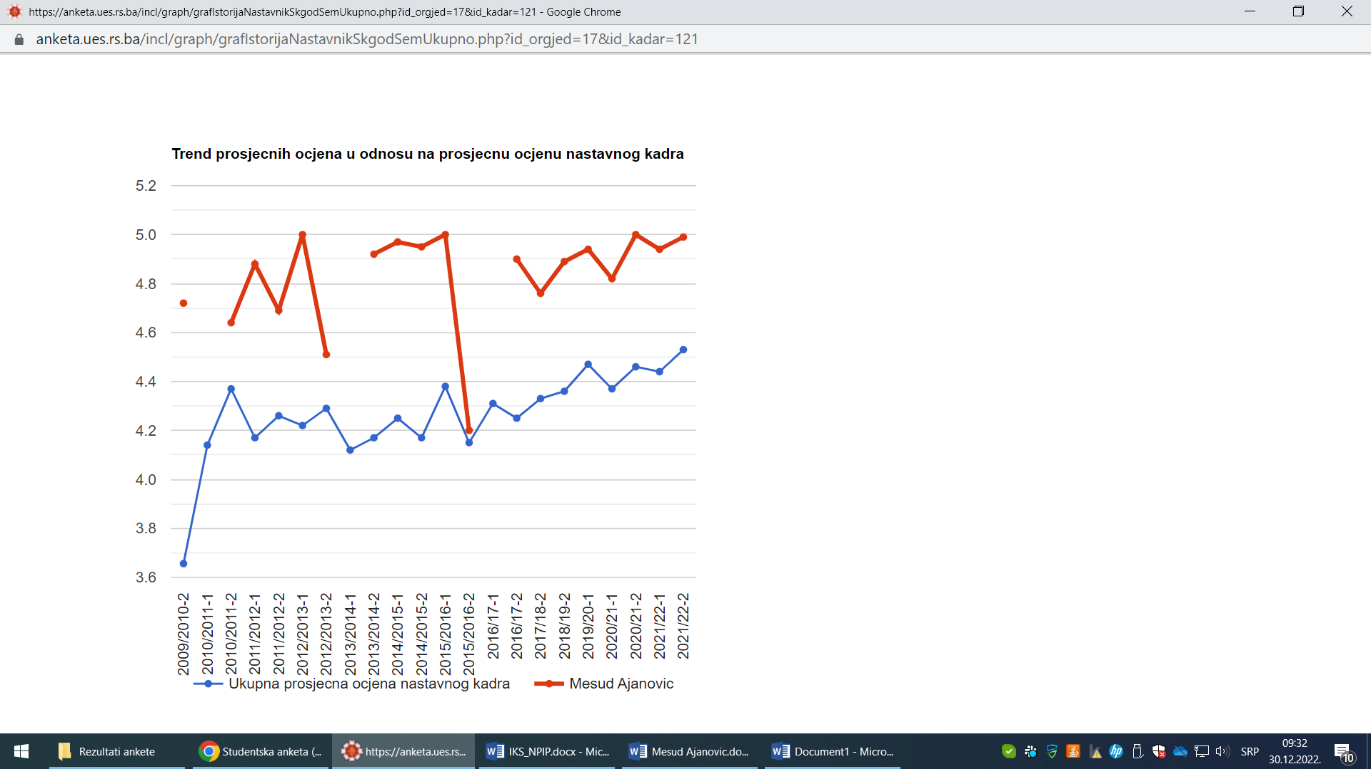 https://anketa.ues.rs.ba/incl/graph/grafIstorijaNastavnikSkgodSemUkupno.php?id_orgjed=17&id_kadar=121 - Google Chrome
anketa.ues.rs.ba/incl/graph/grafIstorijaNastavnikSkgodSemUkupno.php?id_orgjed=17&id_kadar=121
Trend prosjecnih ocjena u odnosu na prosjecnu ocjenu nastavnog kadra
5.2
5.0
4.8
4.6
4.4
4.2
4.0
3.8
3.6
2009/2010-2
2010/2011-1
2010/2011-2
2011/2012-1
2011/2012-2
2012/2013-1
2012/2013-2
2013/2014-1
2013/2014-2
2014/2015-1
2014/2015-2
2015/2016-1
2015/2016-2
2016/17-1
2016/17-2
2017/18-2
2018/19-2
2019/20-1
2020/21-1
2020/21-2
2021/22-1
2021/22-2
Ukupna prosjecna ocjena nastavnog kadra
Mesud Ajanovic
Rezultati ankete
Studentska anketa (...
https://anketa.ues.rs...
IKS_NPIP.docx - Mic...
Mesud Ajanovic.do...
Document1 - Micro...
SRP
09:32
30.12.2022.
10